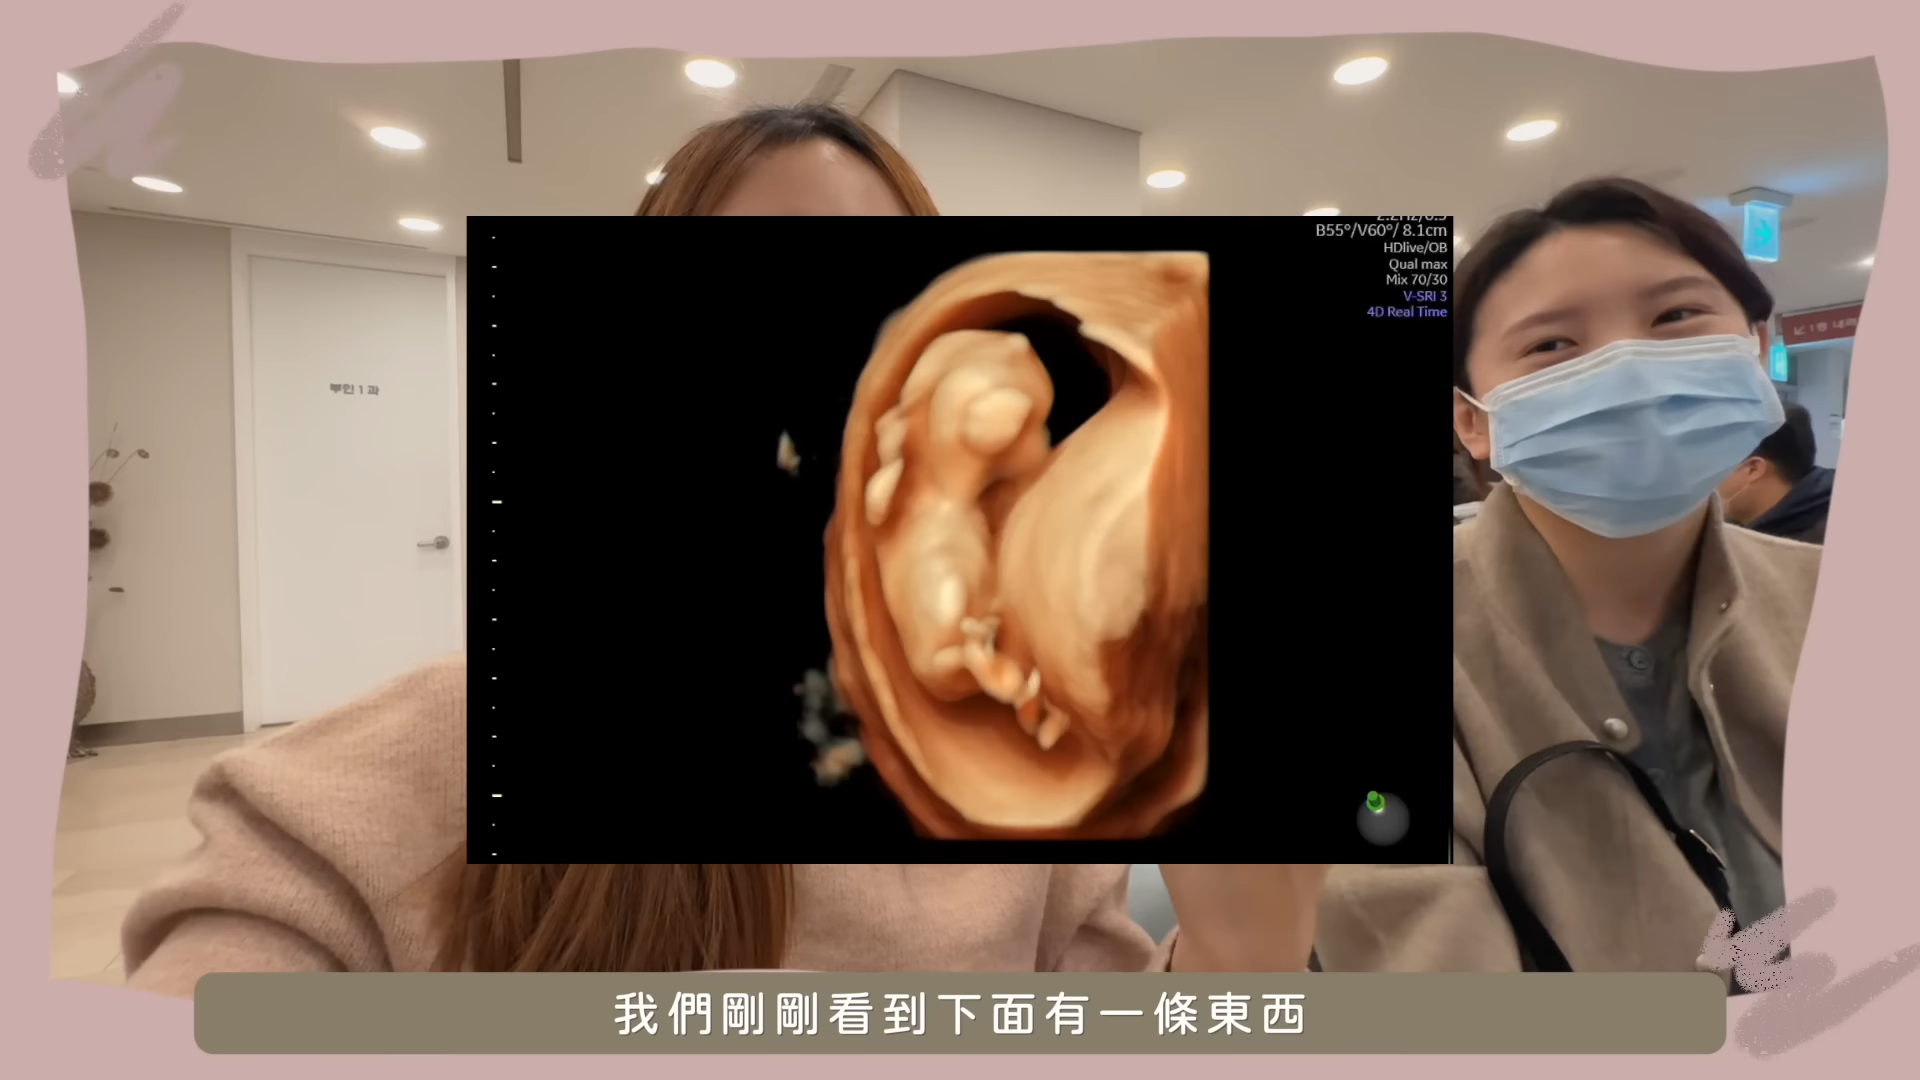 B55°/V60°/ 8.1cm
HDlive/OB
Qual max
Mix 70/30
V-SRI 3
4D Real Time
부인 1 과
我們剛剛看到下面有一條東西